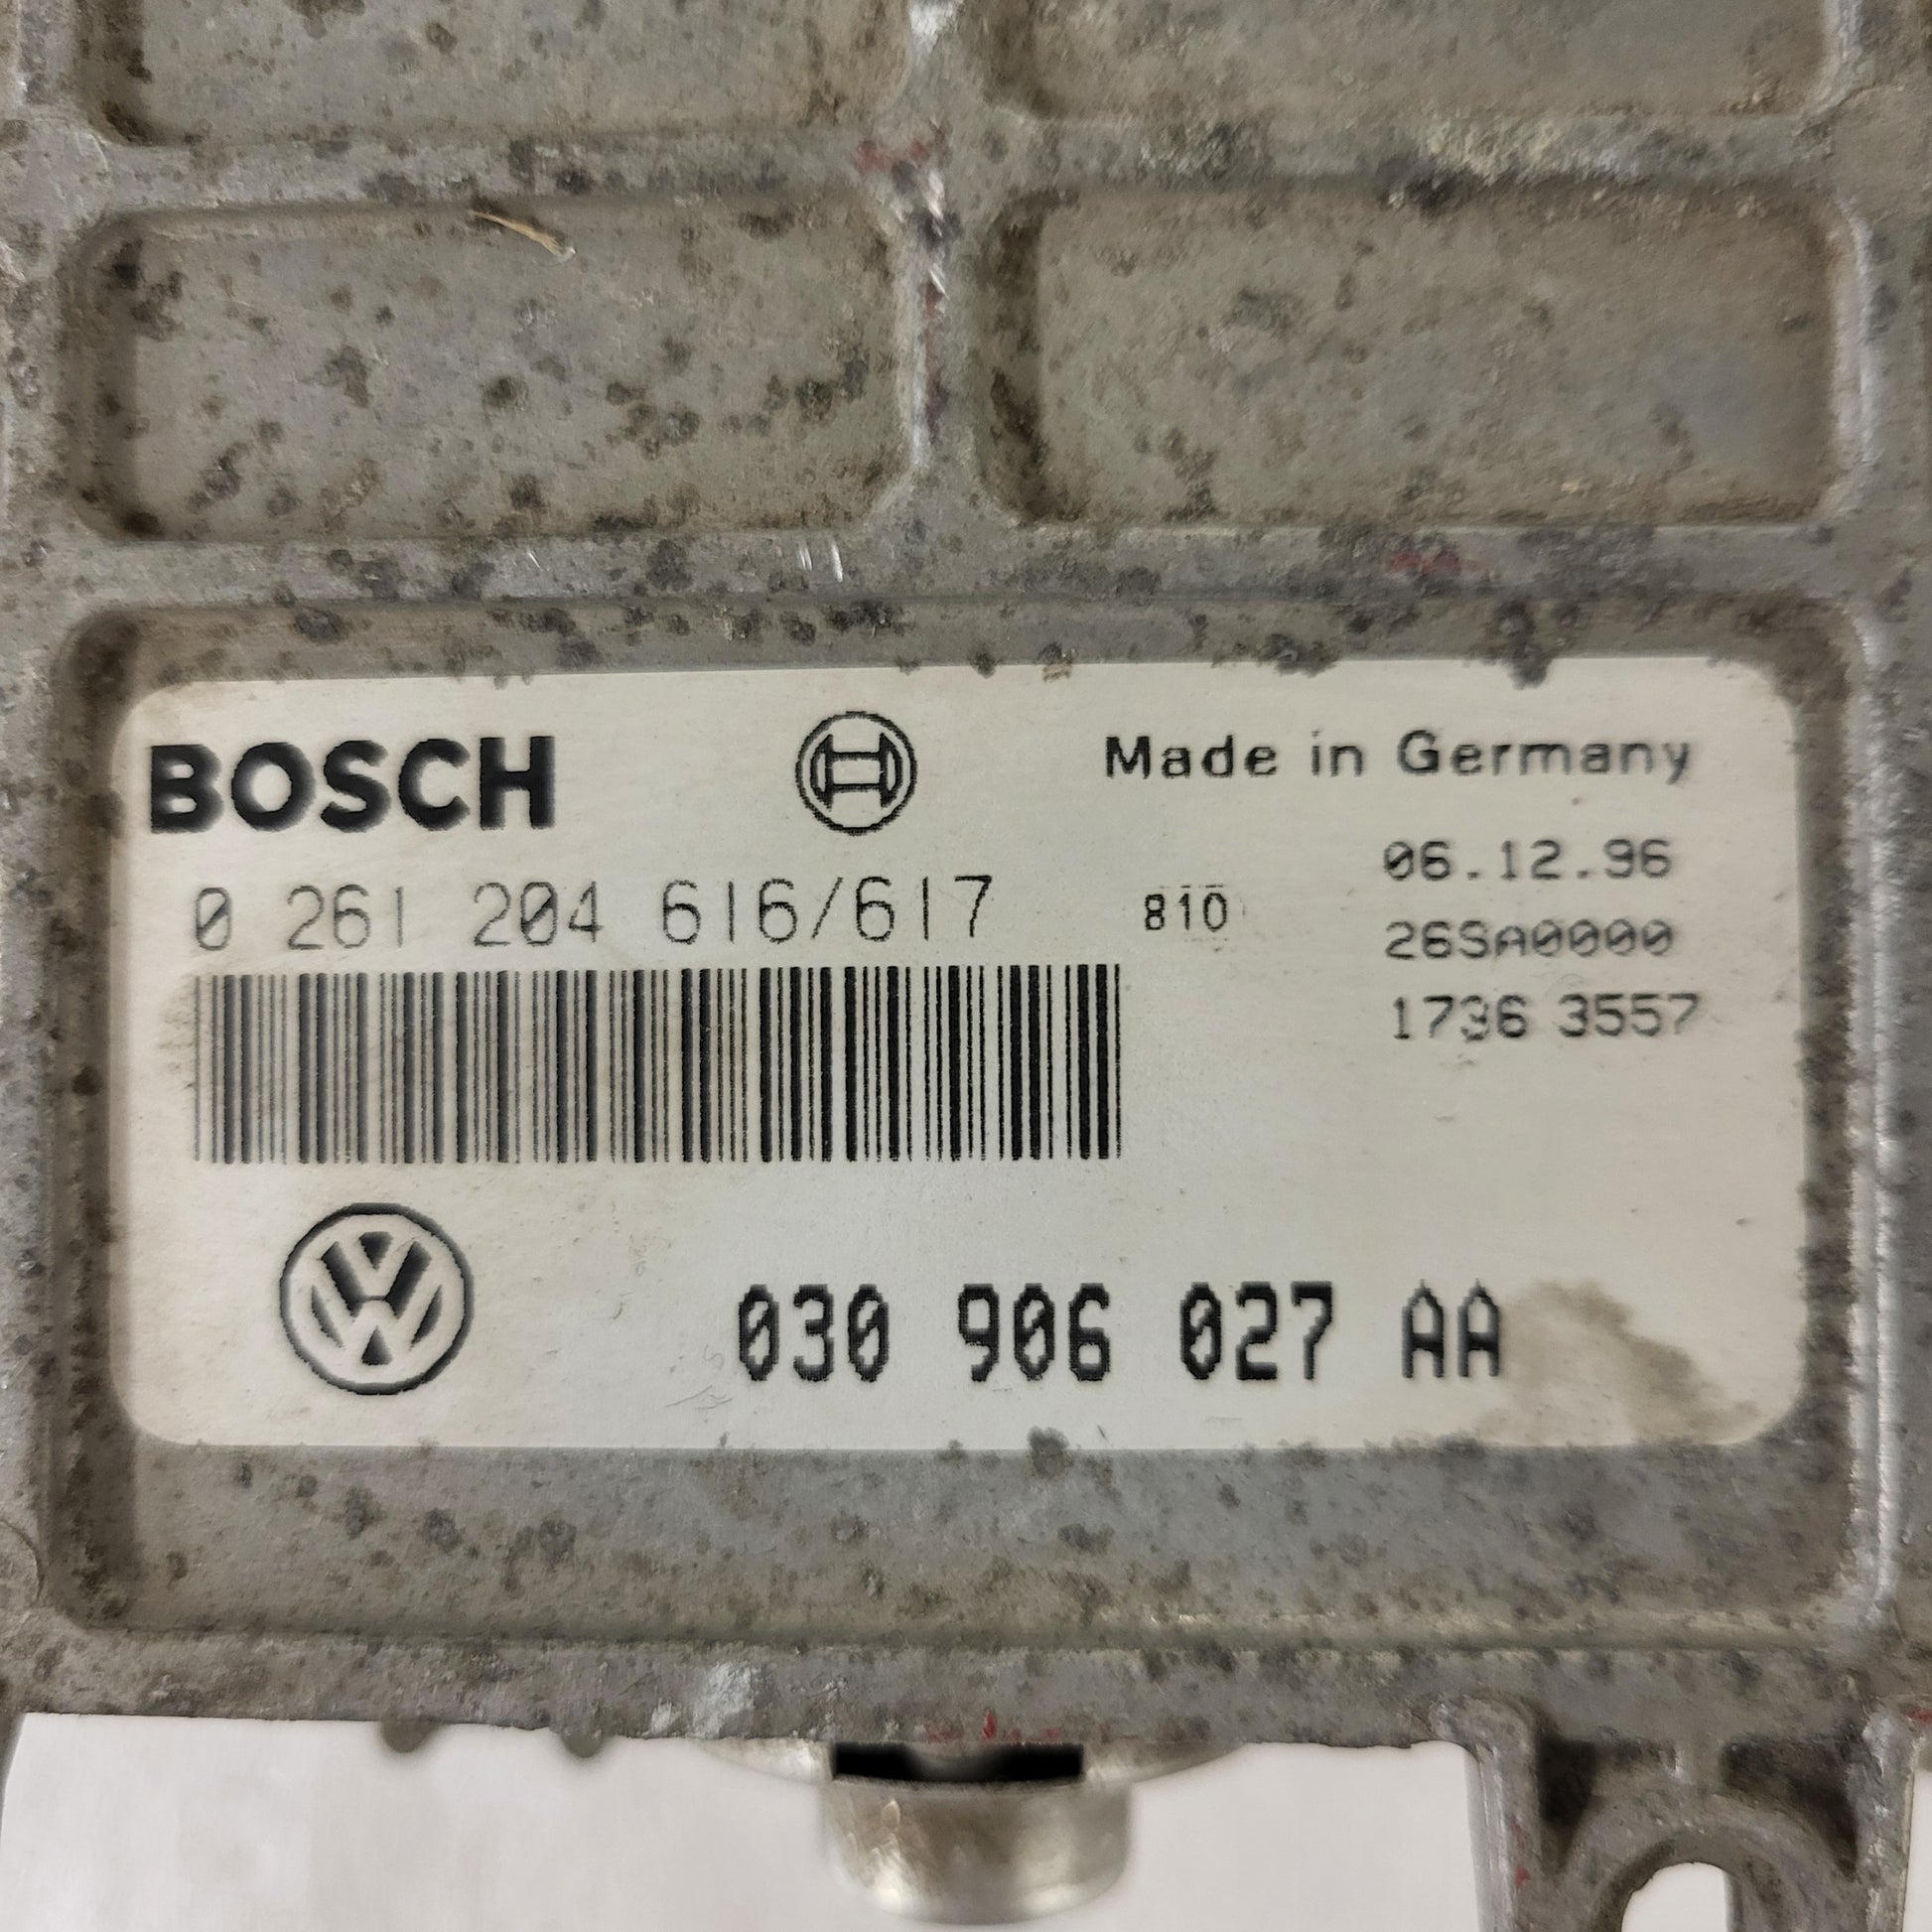 BOSCH
Made in Germany
06.12.96
0 261 204 616/617
810
26SA0000
1736 3557
030 906 027 AA